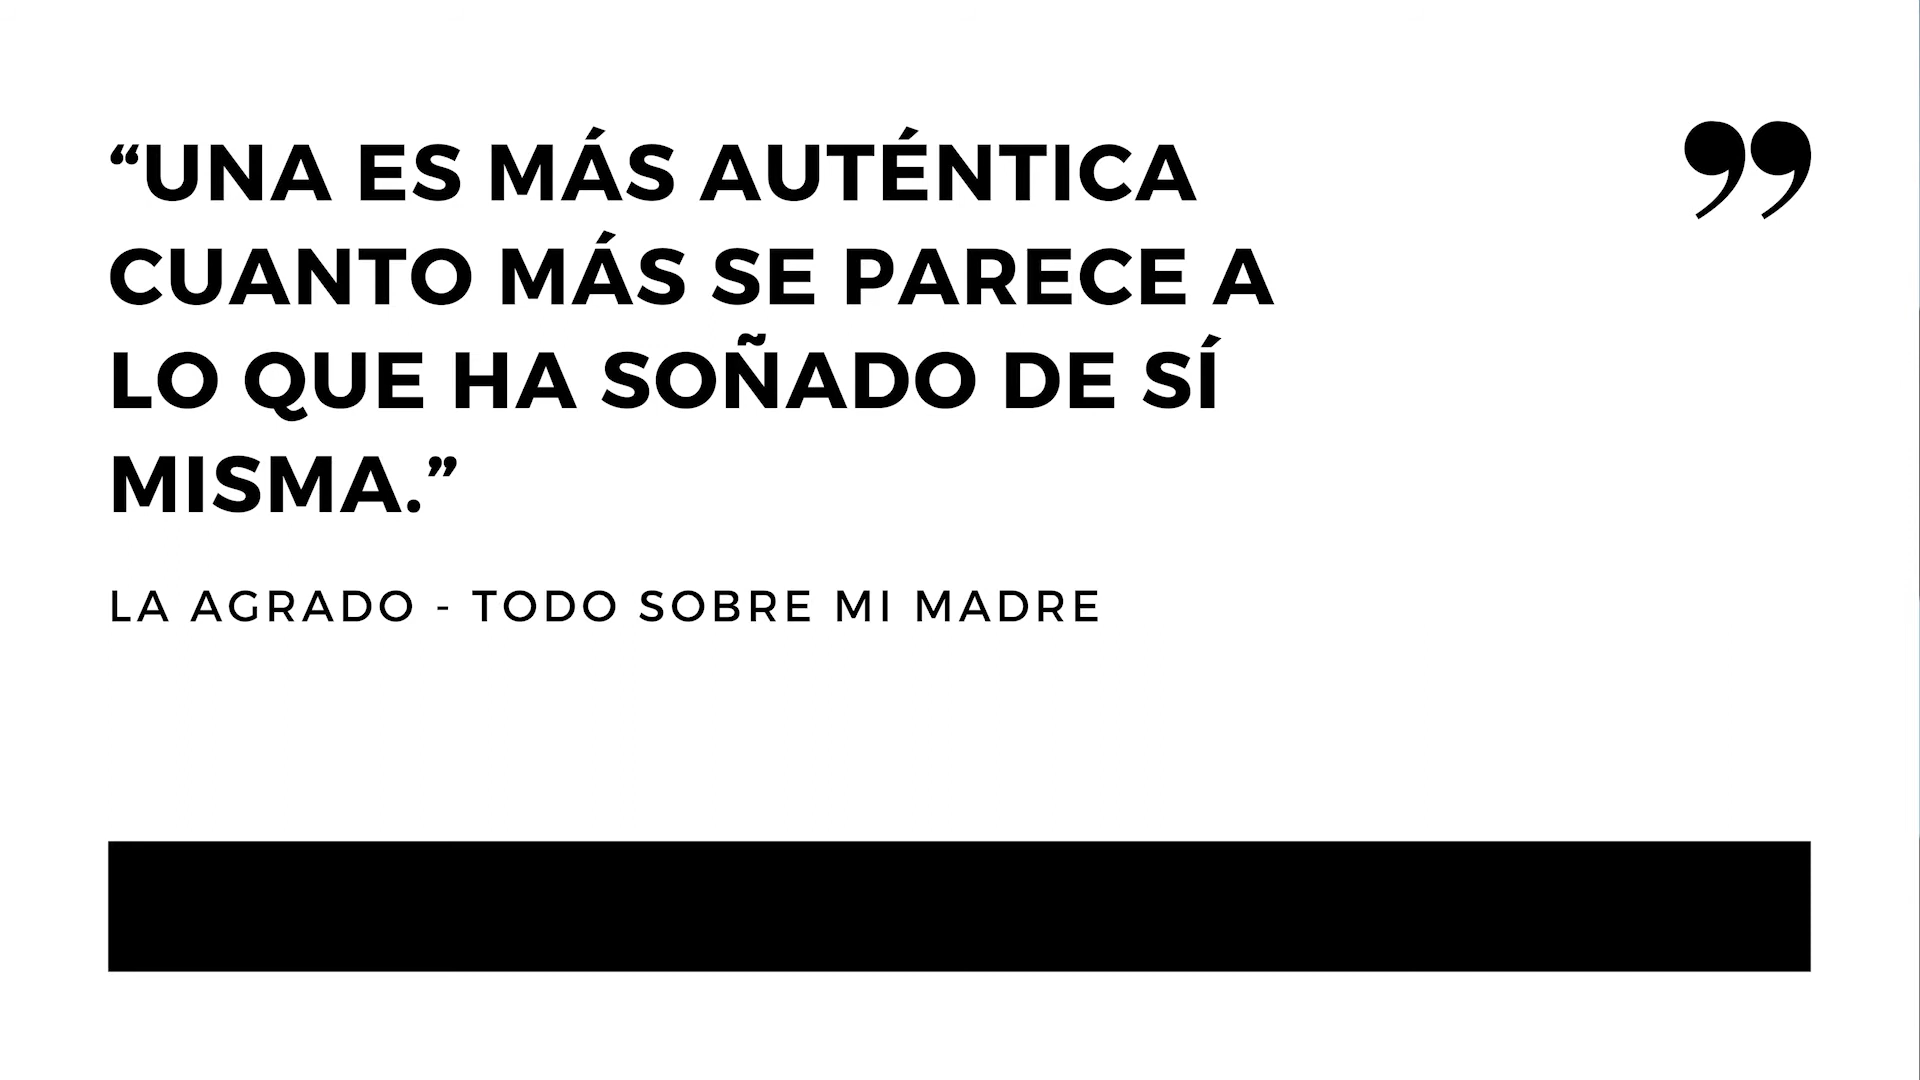 “UNA ES MÁS AUTÉNTICA
CUANTO MÁS SE PARECE A
LO QUE HA SOÑADO DE SÍ
MISMA.”
LA AGRADO - TODO SOBRE MI MADRE